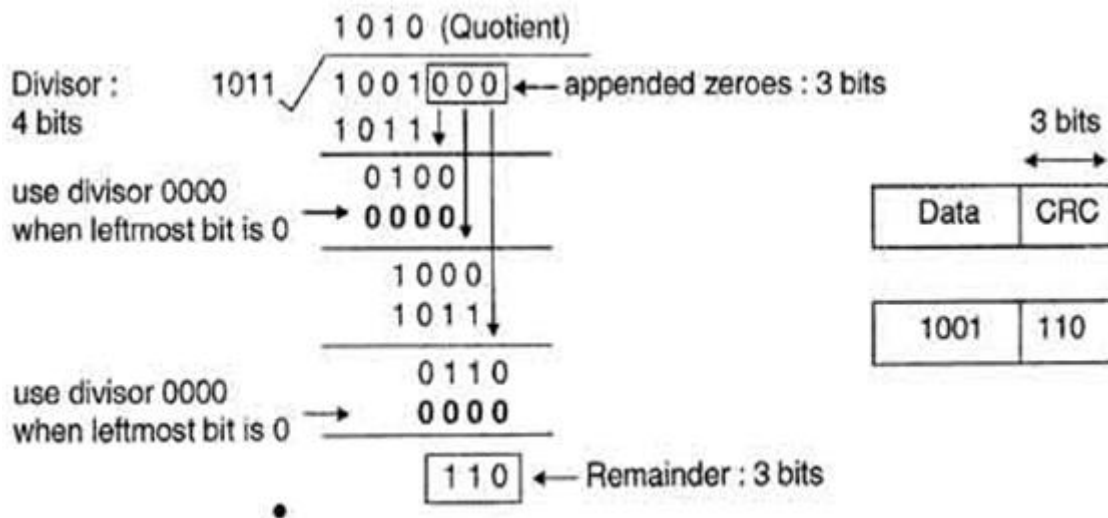 1 0 1 0 (Quotient)
Divisor : 1011 1 0 0 1 0 0 0 appended zeroes : 3 bits
4 bits
1 0 1 1
3 bits
0 1 0 0
use divisor 0000
when leftmost bit is 0
0 0 0 0
Data CRC
1 0 0 0
1 0 1 1
1001 110
0 1 1 0
use divisor 0000
when leftmost bit is 0
0 0 0 0
1 1 0 Remainder : 3 bits